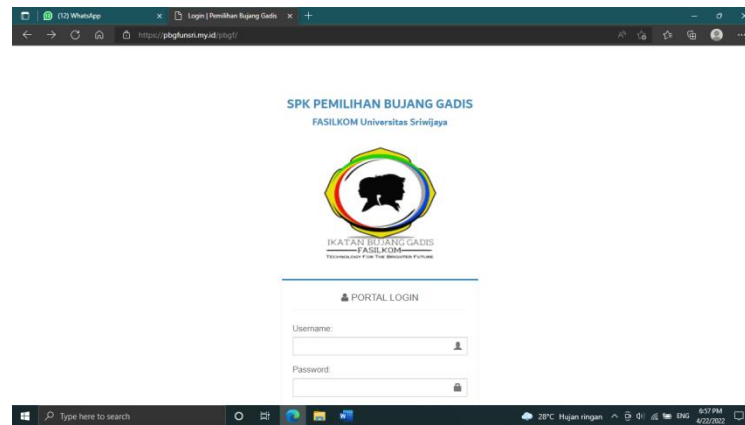 (12) WhatsApp
Login | Pemilihan Bujang Gadis
https://pbgfunsri.my.id/pbgf/
SPK PEMILIHAN BUJANG GADIS
FASILKOM Universitas Sriwijaya
IKATAN BUJANG GADIS
FASILKOM
TECHNOLOGY FOR THE BRIGHTER FUTURE
PORTAL LOGIN
Username:
Password:
Type here to search
28°C Hujan ringan
ENG
6:57 PM
4/22/2022